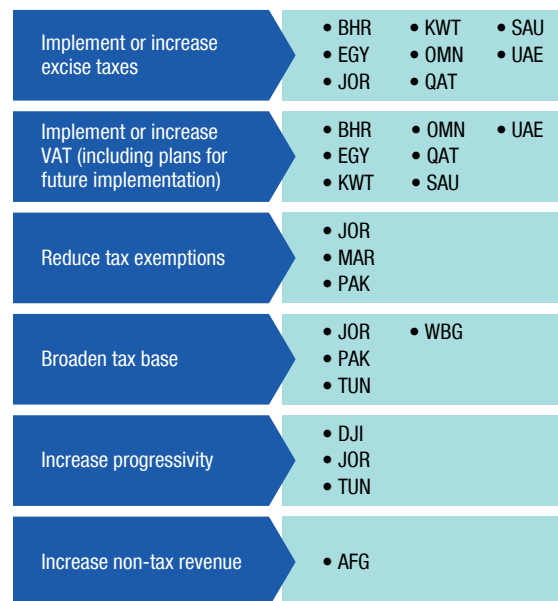 Implement or increase
excise taxes
• BHR • KWT • SAU
• EGY • OMN • UAE
• JOR • QAT
Implement or increase
VAT (including plans for
future implementation)
• BHR • OMN • UAE
• EGY • QAT
• KWT • SAU
Reduce tax exemptions
• JOR
• MAR
• PAK
Broaden tax base
• JOR • WBG
• PAK
• TUN
Increase progressivity
• DJI
• JOR
• TUN
Increase non-tax revenue
• AFG